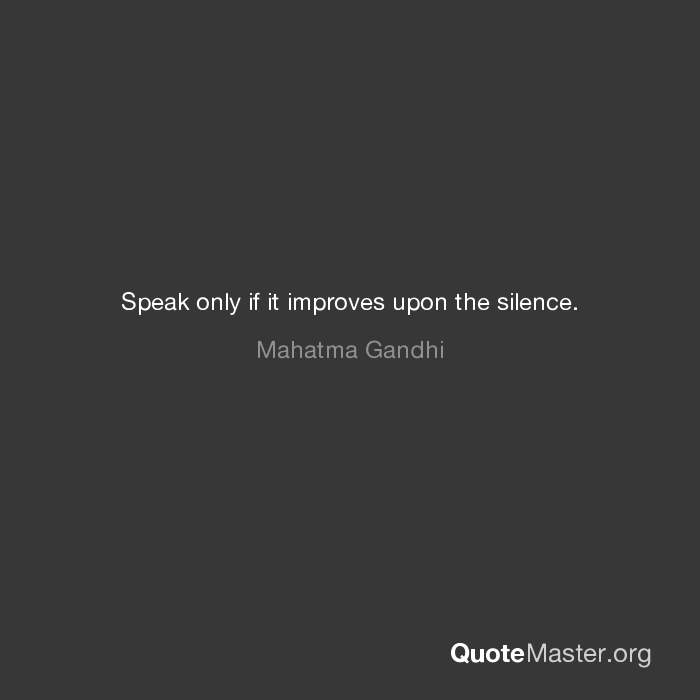 Speak only if it improves upon the silence.
Mahatma Gandhi
QuoteMaster.org